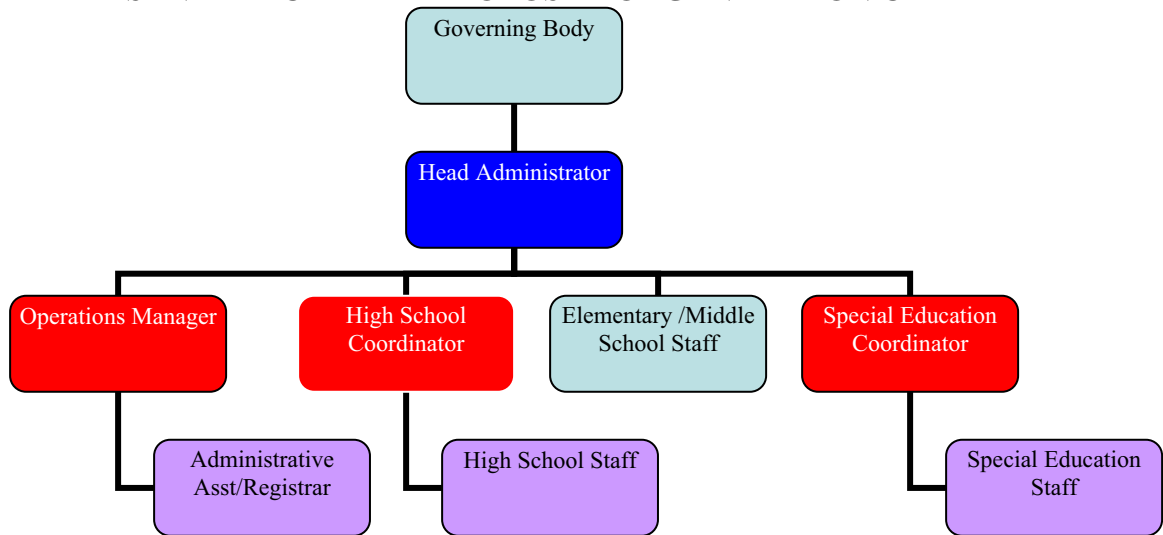 Governing Body
Head Administrator
Operations Manager
High School
Coordinator
Elementary /Middle
School Staff
Special Education
Coordinator
Administrative
Asst/Registrar
High School Staff
Special Education
Staff